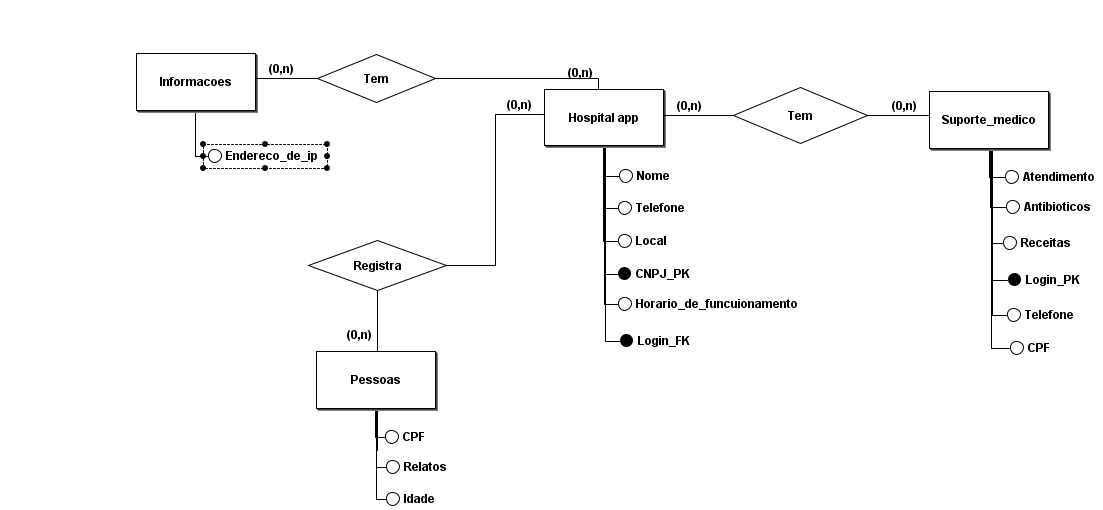 Informacoes
(0,n)
Tem
(0,n)
Endereco_de_ip
(0,n)
Hospital app
(0,n)
Tem
(0,n)
Suporte_medico
Nome
Telefone
Local
CNPJ_PK
Horario_de_funcuionamento
Login_FK
Atendimento
Antibioticos
Receitas
Login_PK
Telefone
CPF
Registra
(0,n)
Pessoas
CPF
Relatos
Idade